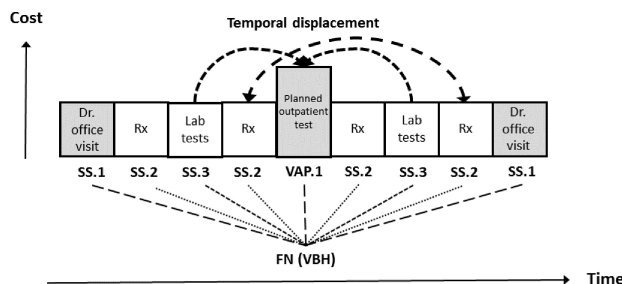 Cost
Temporal displacement
Dr.
office
visit
Rx
Lab
tests
Rx
Planned
outpatient
test
Rx
Lab
tests
Rx
Dr.
office
visit
SS.1 SS.2 SS.3 SS.2 VAP.1 SS.2 SS.3 SS.2 SS.1
FN (VBH)
Time